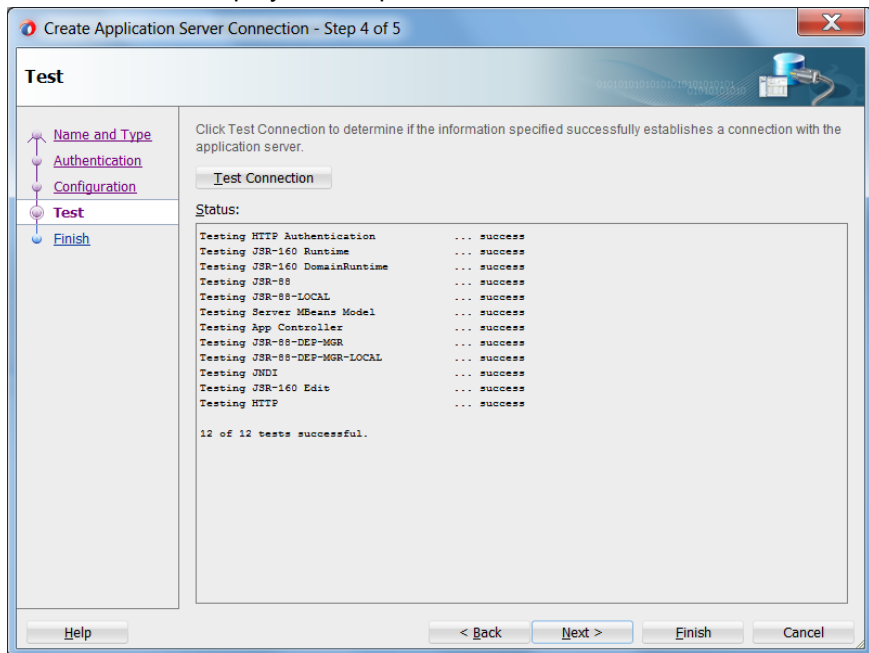 Create Application Server Connection - Step 4 of 5
Test
Name and Type
Authentication
Configuration
Test
Finish
Click Test Connection to determine if the information specified successfully establishes a connection with the
application server.
Test Connection
Status:
Testing HTTP Authentication ... success
Testing JSR-160 Runtime ... success
Testing JSR-160 DomainRuntime ... success
Testing JSR-88 ... success
Testing JSR-88-LOCAL ... success
Testing Server MBeans Model ... success
Testing App Controller ... success
Testing JSR-88-DEP-MGR ... success
Testing JSR-88-DEP-MGR-LOCAL ... success
Testing JNDI ... success
Testing JSR-160 Edit ... success
Testing HTTP ... success
12 of 12 tests successful.
Help
< Back Next > Finish Cancel